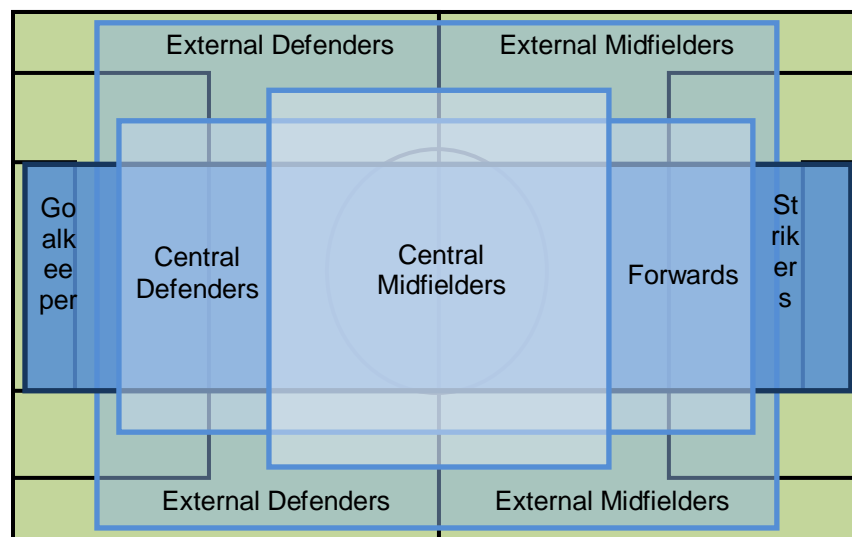 External Defenders
External Midfielders
Go
alk
ee
per
Central
Defenders
Central
Midfielders
Forwards
St
rik
er
s
External Defenders
External Midfielders